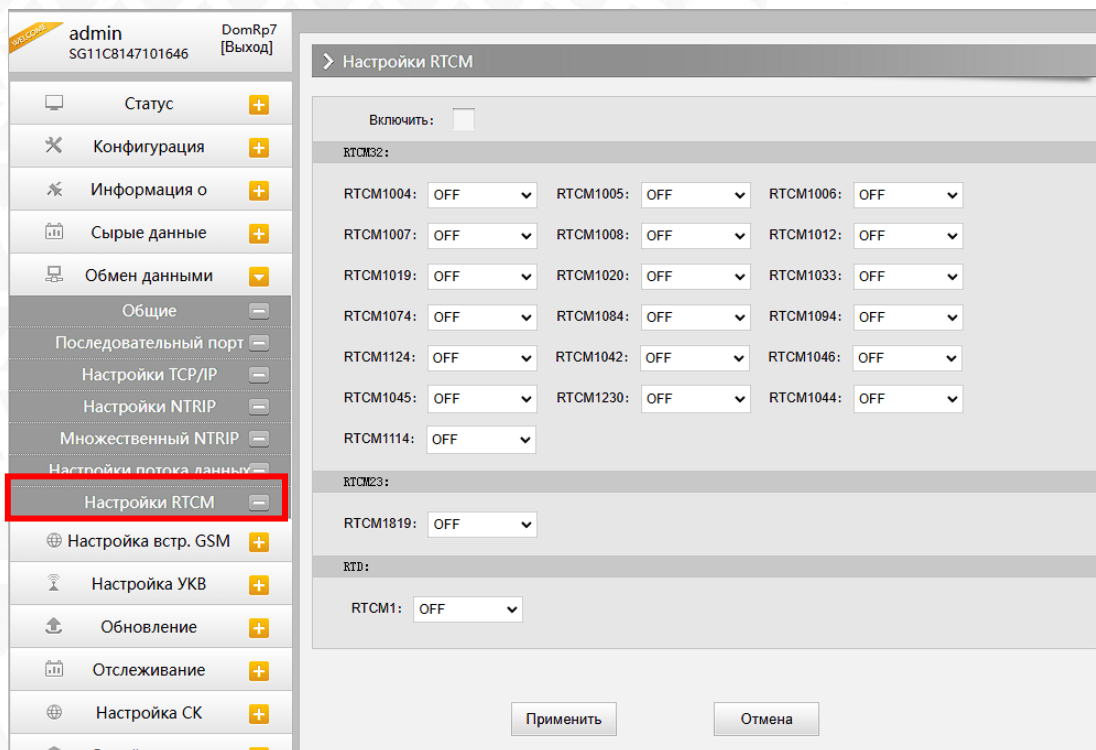 WELCOME
admin
DomRp7
SG11C8147101646
[Выход]
Статус
Конфигурация
Информация о
Сырые данные
Обмен данными
Общие
Последовательный порт
Настройки TCP/IP
Настройки NTRIP
Множественный NTRIP
Настройки потока данных
Настройки RTCM
Настройка встр. GSM
Настройка УКВ
Обновление
Отслеживание
Настройка СК
Настройки RTCM
Включить:
RTCM32:
RTCM1004: OFF RTCM1005: OFF RTCM1006: OFF
RTCM1007: OFF RTCM1008: OFF RTCM1012: OFF
RTCM1019: OFF RTCM1020: OFF RTCM1033: OFF
RTCM1074: OFF RTCM1084: OFF RTCM1094: OFF
RTCM1124: OFF RTCM1042: OFF RTCM1046: OFF
RTCM1045: OFF RTCM1230: OFF RTCM1044: OFF
RTCM1114: OFF
RTCM23:
RTCM1819: OFF
RTD:
RTCM1: OFF
Применить Отмена